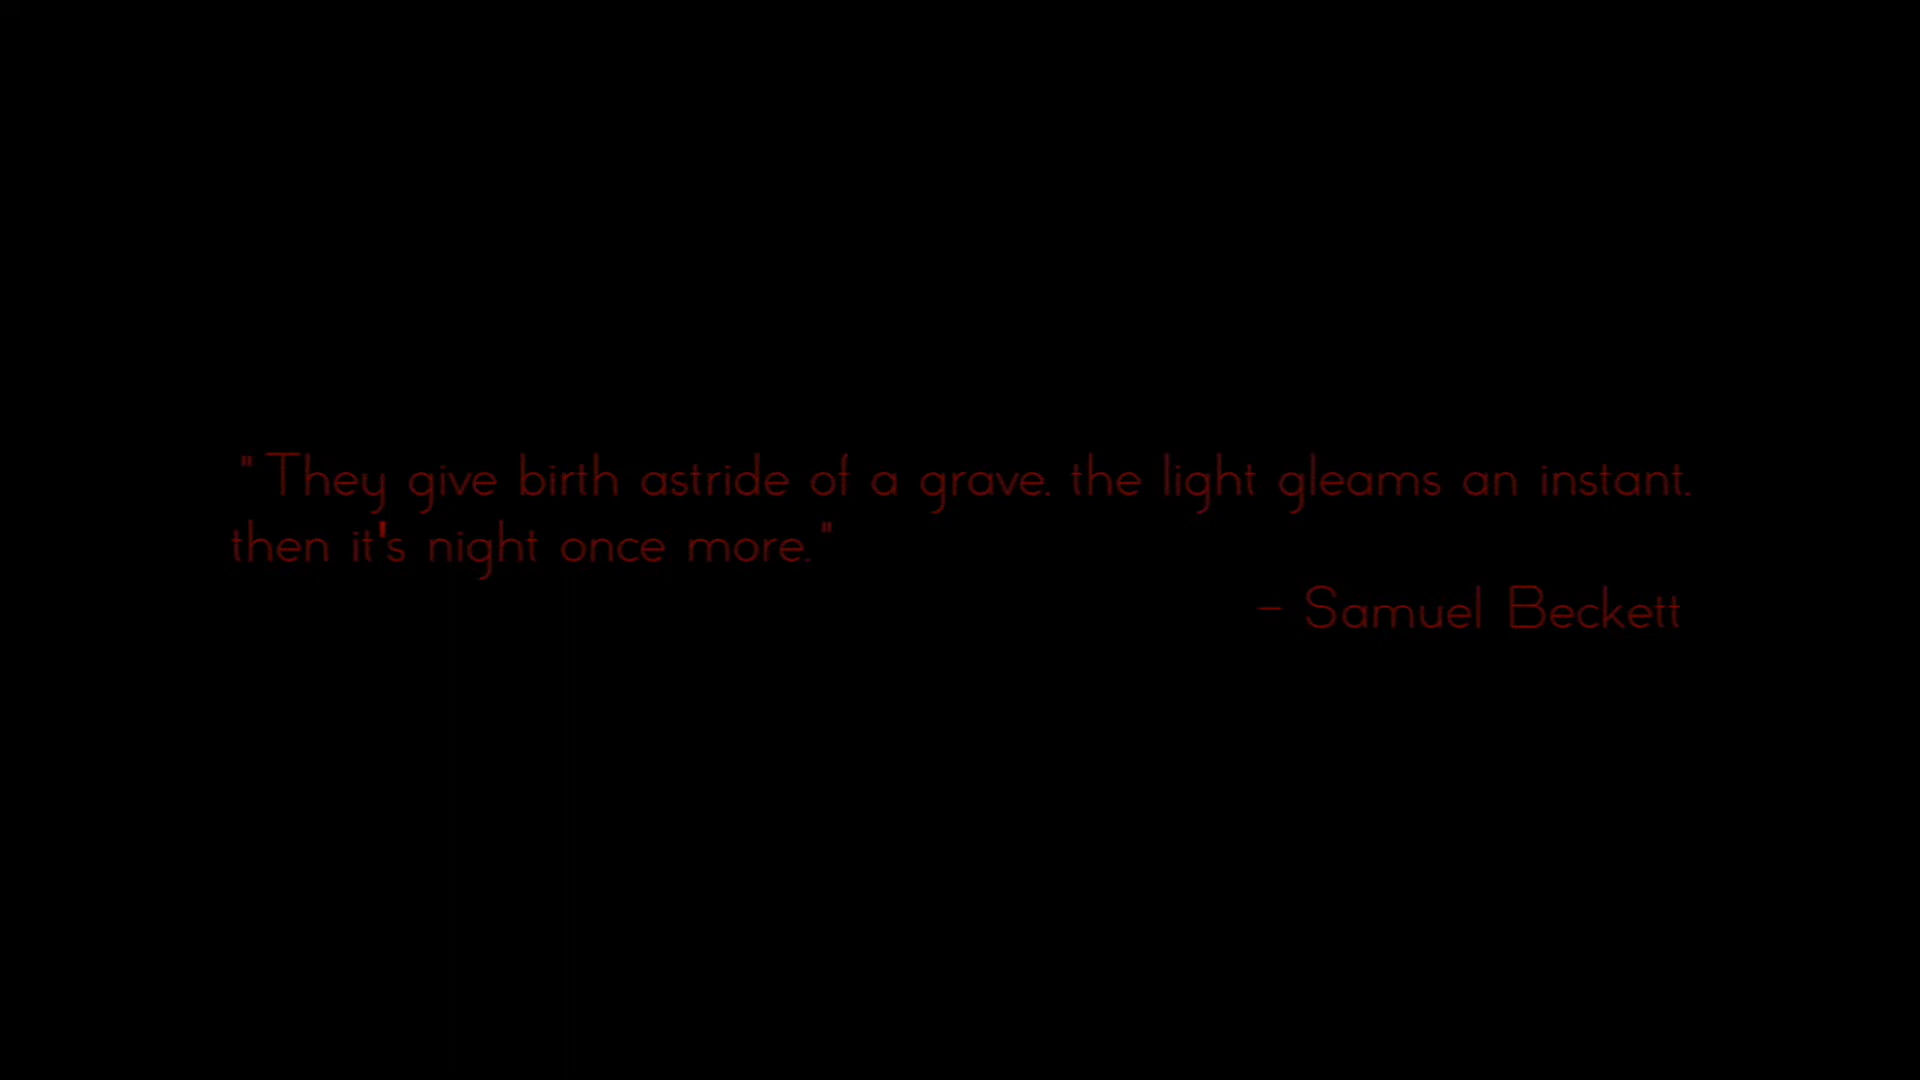 "They give birth astride of a grave. the light gleams an instant.
then it's night once more."
- Samuel Beckett